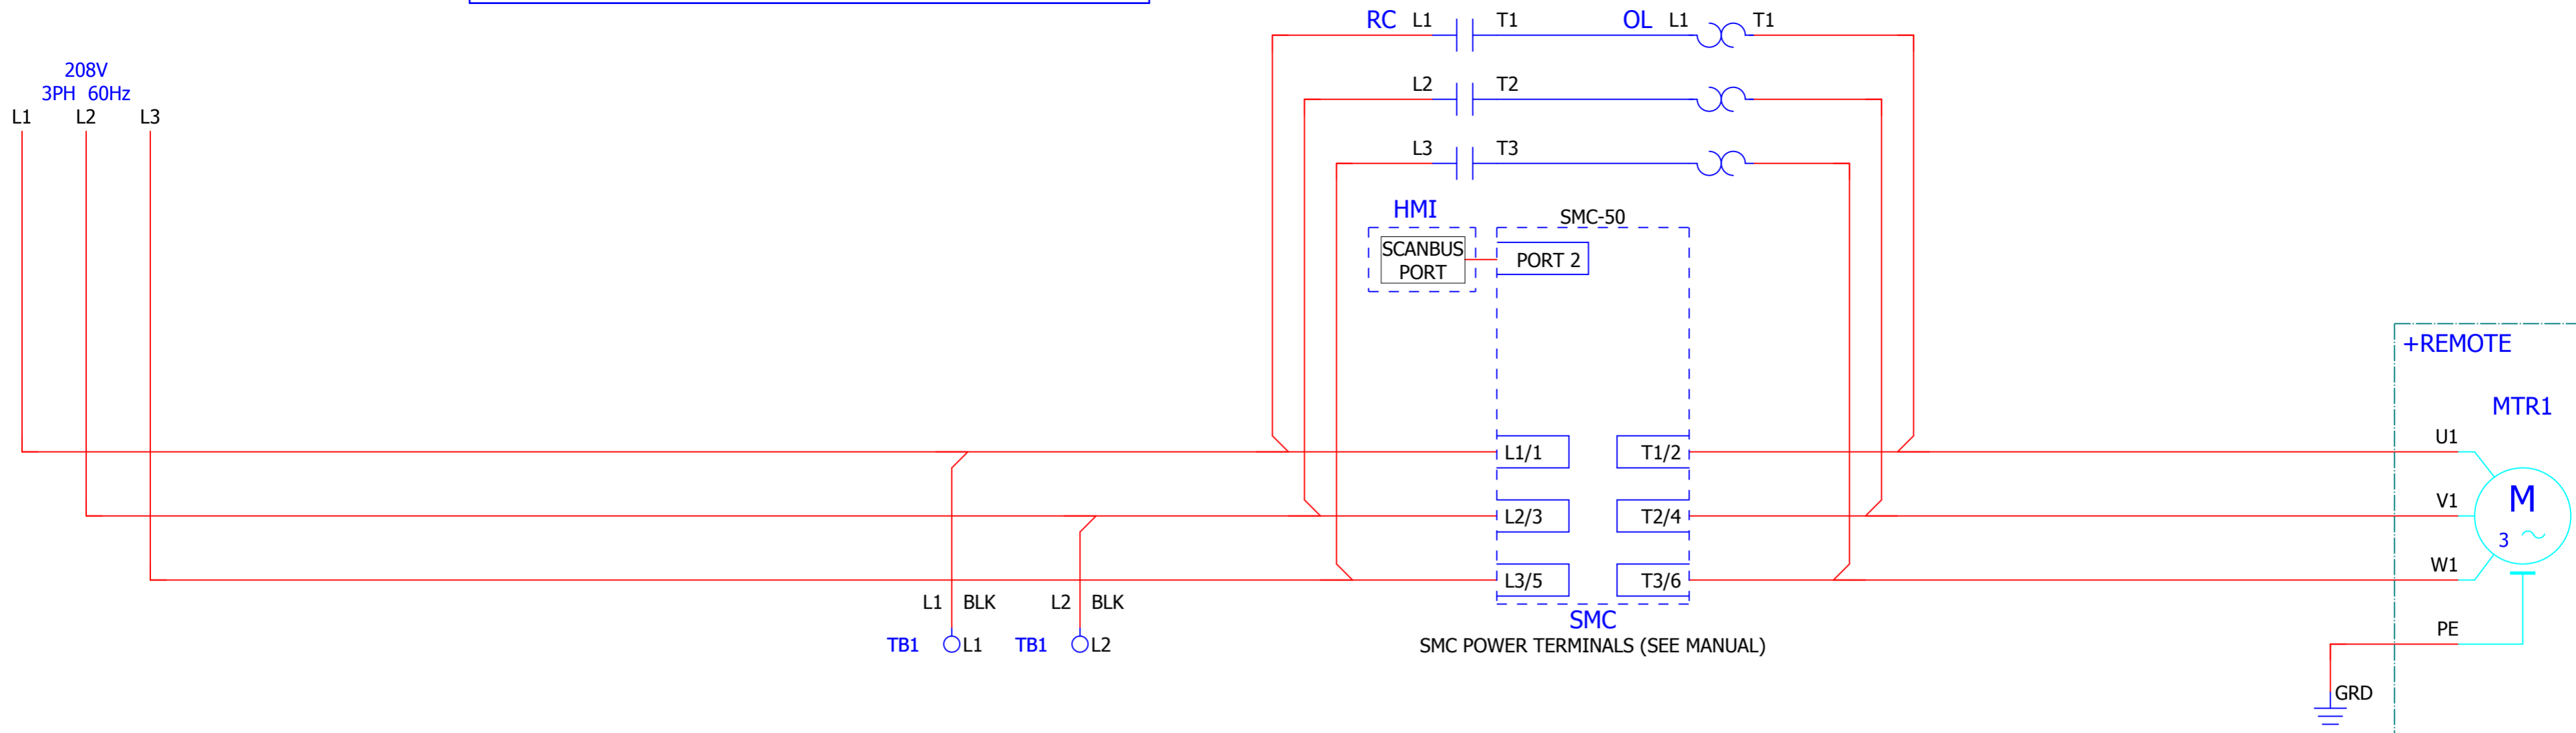 RC L1 T1 OL L1 T1
208V
3PH 60Hz
L1 L2 L3
L2 T2
L3 T3
HMI
SMC-50
SCANBUS
PORT
PORT 2
+REMOTE
MTR1
U1
L1/1 T1/2
V1
M
3
L2/3 T2/4
W1
L3/5 T3/6
L1 BLK L2 BLK
SMC
TB1 L1 TB1 L2
SMC POWER TERMINALS (SEE MANUAL)
PE
GRD